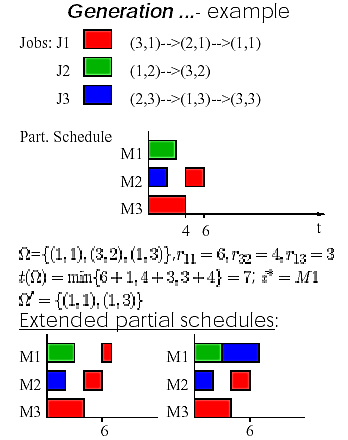 Generation ...- example
Jobs: J1 (3,1)-->(2,1)-->(1,1)
J2 (1,2)-->(3,2)
J3 (2,3)-->(1,3)-->(3,3)
Part. Schedule
M1
M2
M3
4 6 t
Ω={(1,1),(3,2),(1,3)},r₁₁ = 6,r₃₂ = 4,r₁₃ = 3
t(Ω) = min{6+1,4+3,3+4} = 7; i* = M1
Ω' = {(1,1),(1,3)}
Extended partial schedules:
M1 M1
M2 M2
M3 M3
6 6